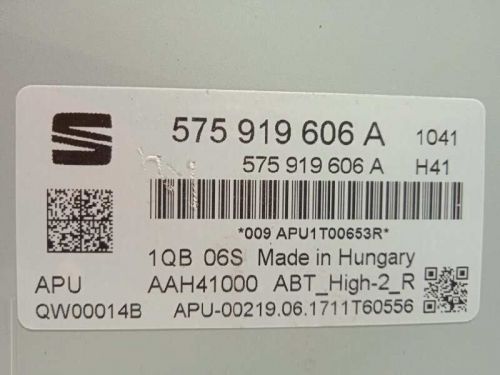 575 919 606 A 1041
575 919 606 A H41
*009 APU1T00653R*
1QB 06S Made in Hungary
APU AAH41000 ABT_High-2_R
QW00014B APU-00219.06.1711T60556